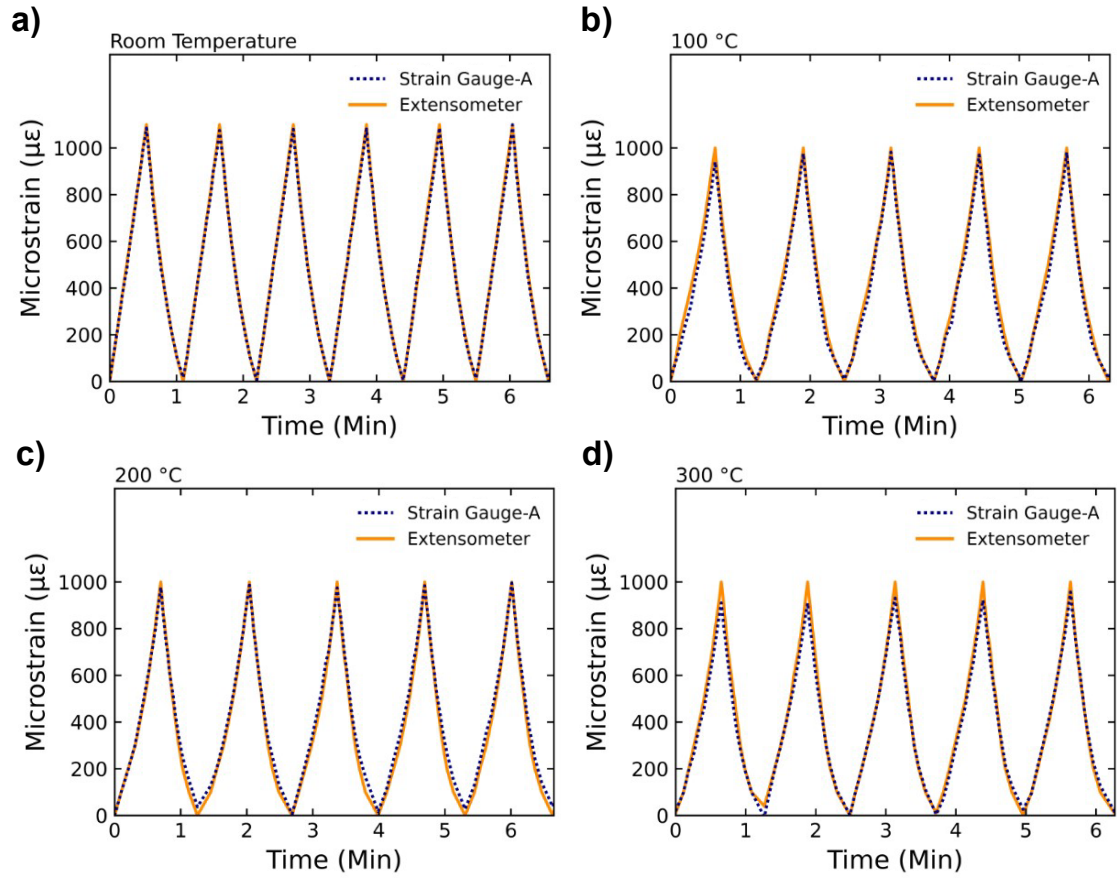 a)
Room Temperature
Strain Gauge-A
Extensometer
Microstrain (με)
1000
800
600
400
200
0
0 1 2 3 4 5 6
Time (Min)
b)
100 °C
Strain Gauge-A
Extensometer
Microstrain (με)
1000
800
600
400
200
0
0 1 2 3 4 5 6
Time (Min)
c)
200 °C
Strain Gauge-A
Extensometer
Microstrain (με)
1000
800
600
400
200
0
0 1 2 3 4 5 6
Time (Min)
d)
300 °C
Strain Gauge-A
Extensometer
Microstrain (με)
1000
800
600
400
200
0
0 1 2 3 4 5 6
Time (Min)